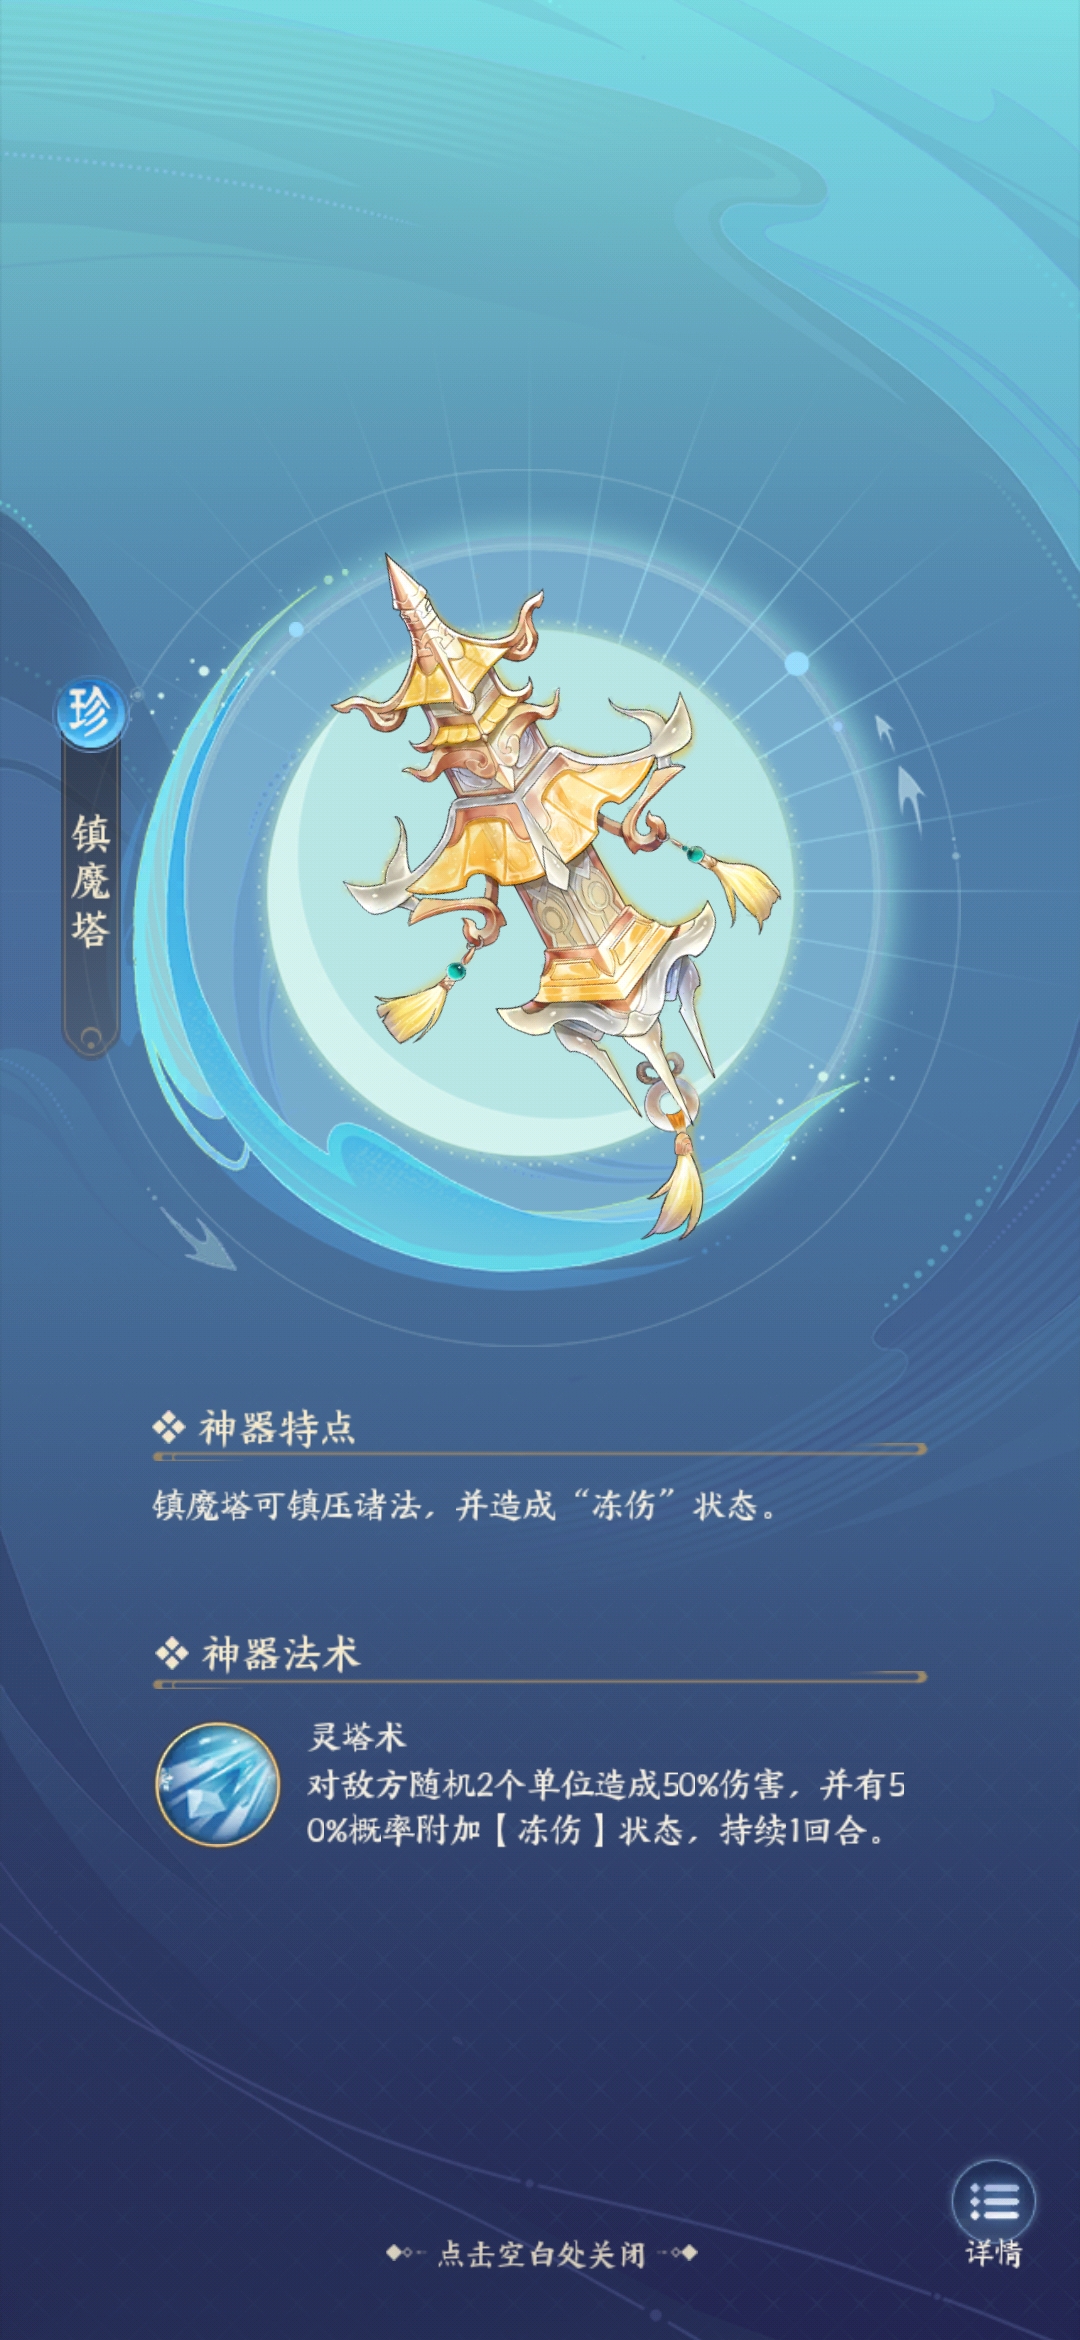 珍
镇魔塔
神器特点
镇魔塔可镇压诸法，并造成“冻伤”状态。
神器法术
灵塔术
对敌方随机2个单位造成50%伤害，并有5
0%概率附加【冻伤】状态，持续1回合。
详情
点击空白处关闭